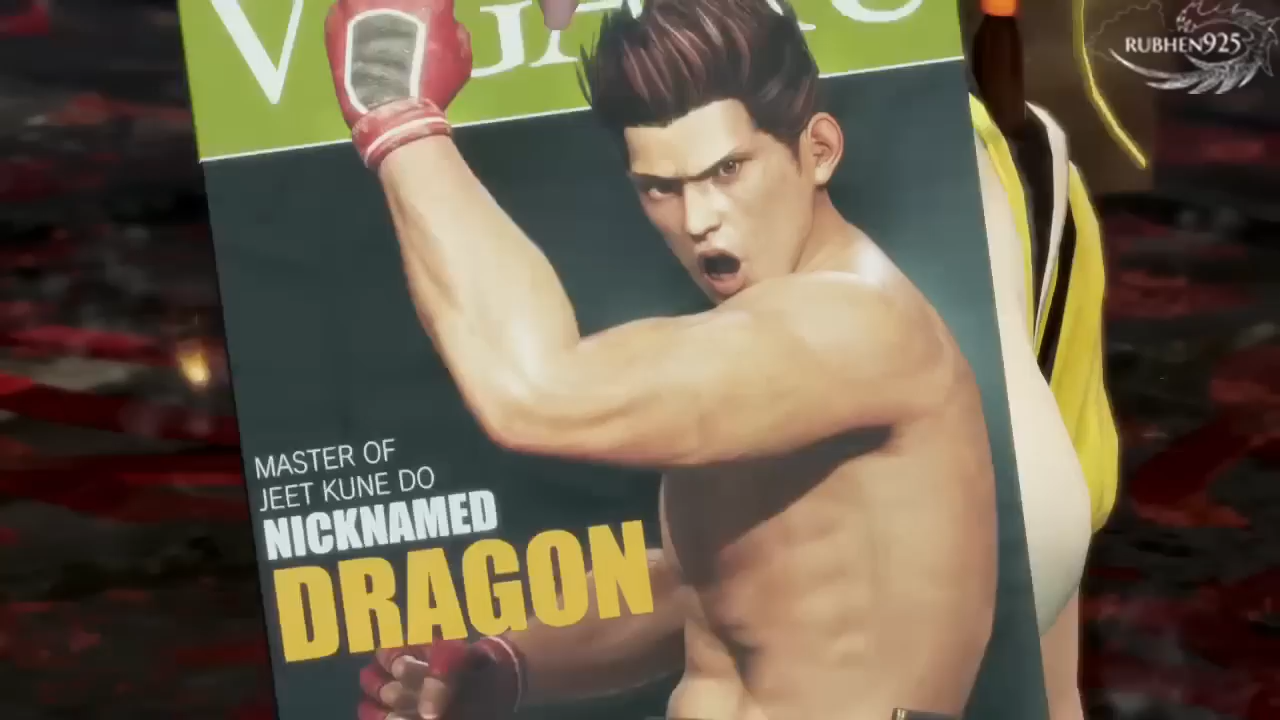 RUBHEN925
MASTER OF
JEET KUNE DO
NICKNAMED
DRAGON